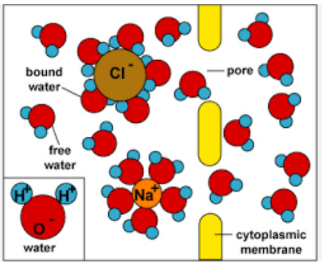 Cl -
bound
water
pore
free
water
Na+
H+ H+
O -
water
cytoplasmic
membrane